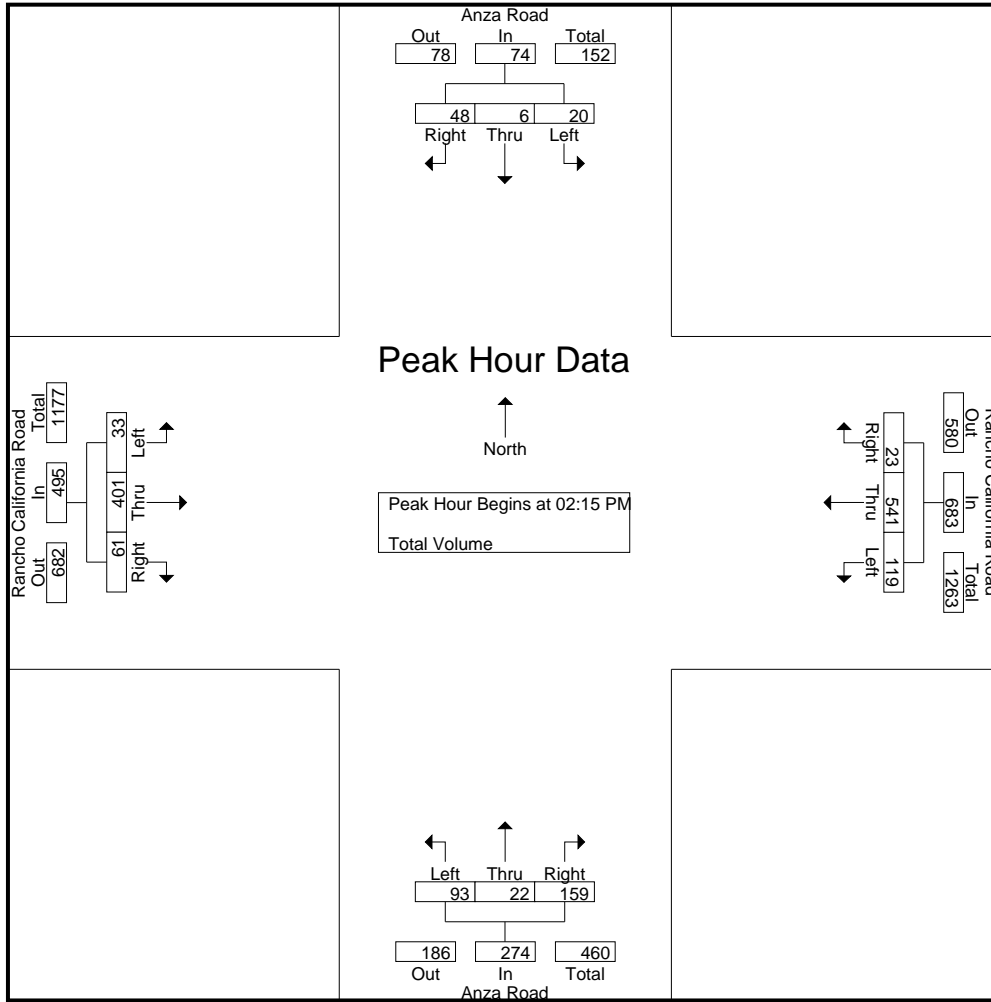 Anza Road
Out In Total
78 74 152
48 6 20
Right Thru Left
Peak Hour Data
North
Peak Hour Begins at 02:15 PM
Total Volume
Rancho California Road
Total In Out
1177 495 682
33 401 61
Left Thru Right
Rancho California Road
Out In Total
580 683 1263
23 541 119
Right Thru Left
Left Thru Right
93 22 159
186 274 460
Out In Total
Anza Road